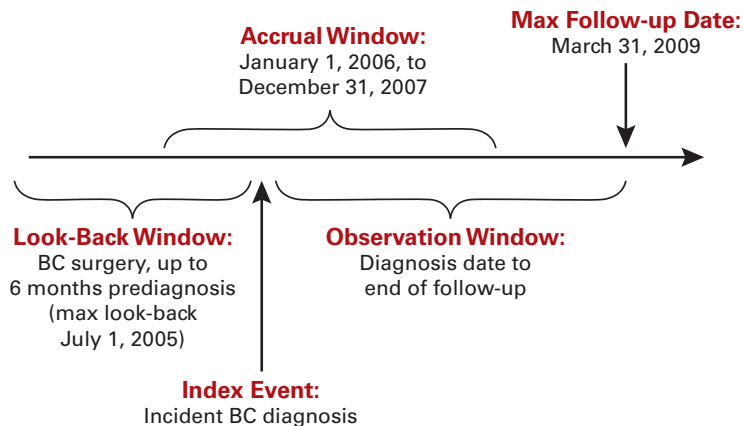 Max Follow-up Date:
March 31, 2009
Accrual Window:
January 1, 2006, to
December 31, 2007
Look-Back Window:
BC surgery, up to
6 months prediagnosis
(max look-back
July 1, 2005)
Observation Window:
Diagnosis date to
end of follow-up
Index Event:
Incident BC diagnosis